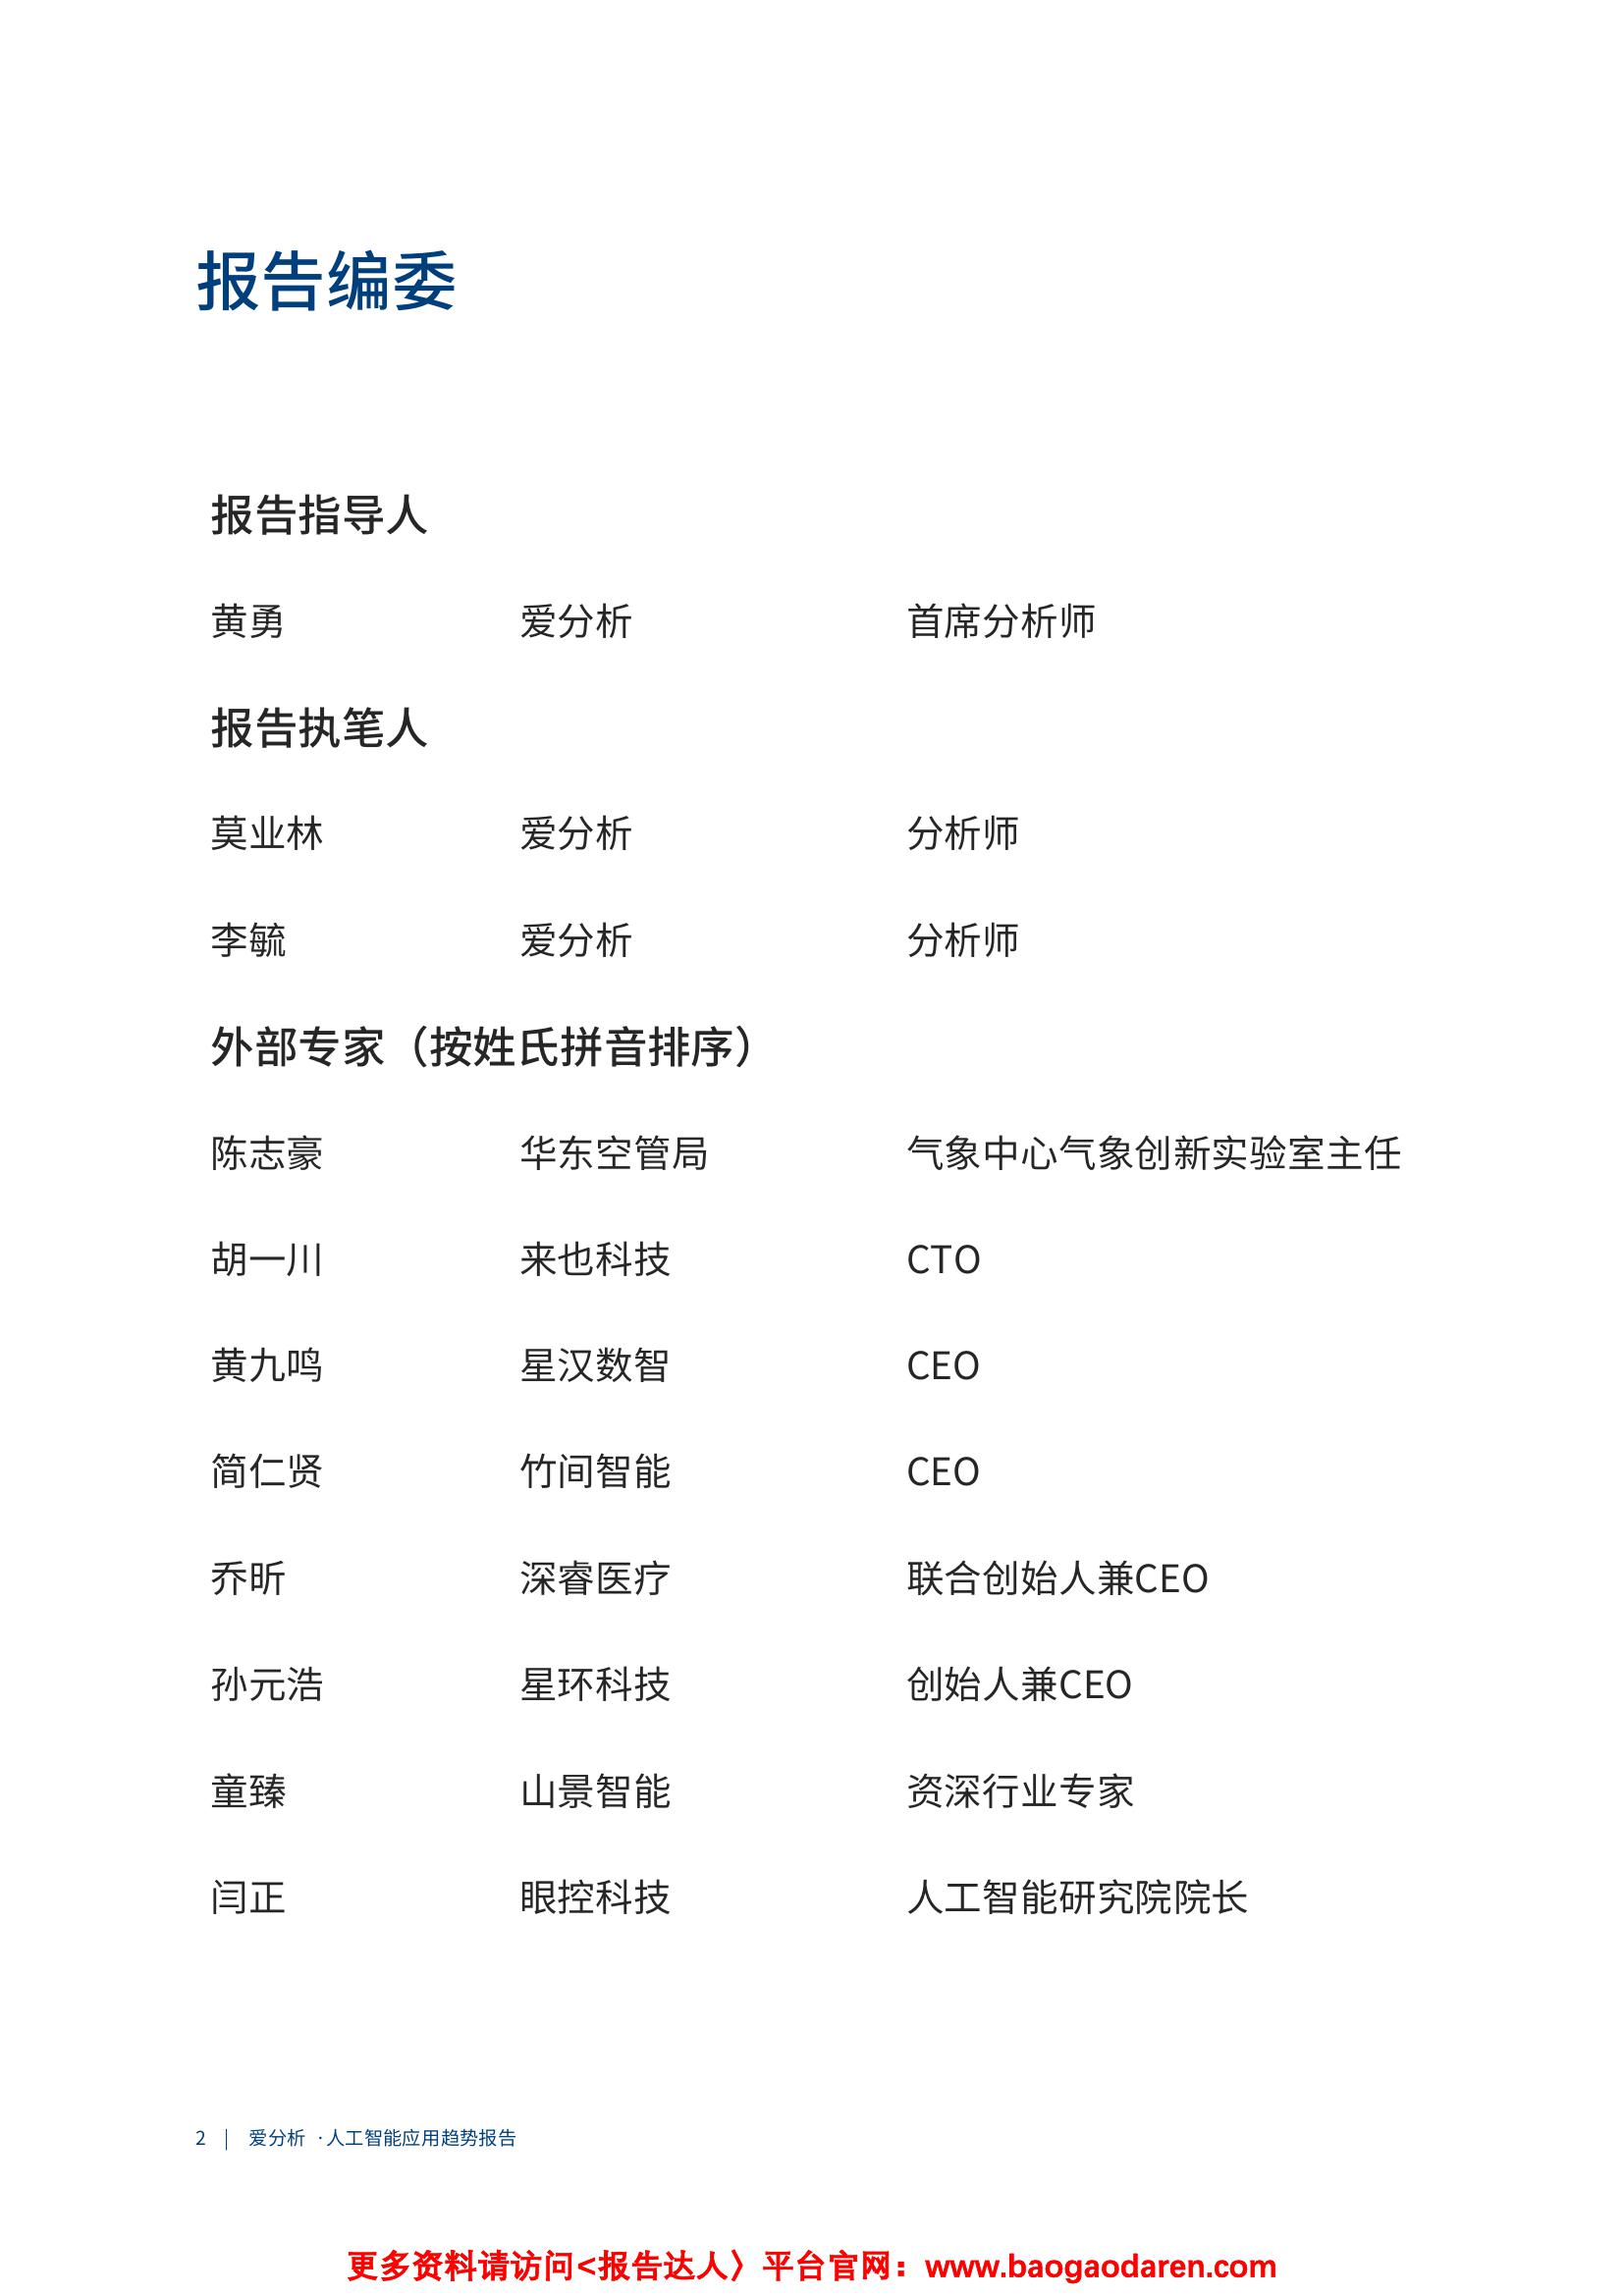 报告编委
报告指导人
黄勇 爱分析 首席分析师
报告执笔人
莫业林 爱分析 分析师
李毓 爱分析 分析师
外部专家（按姓氏拼音排序）
陈志豪 华东空管局 气象中心气象创新实验室主任
胡一川 来也科技 CTO
黄九鸣 星汉数智 CEO
简仁贤 竹间智能 CEO
乔昕 深睿医疗 联合创始人兼CEO
孙元浩 星环科技 创始人兼CEO
童臻 山景智能 资深行业专家
闫正 眼控科技 人工智能研究院院长
2 | 爱分析 ·人工智能应用趋势报告
更多资料请访问<报告达人〉平台官网：www.baogaodaren.com